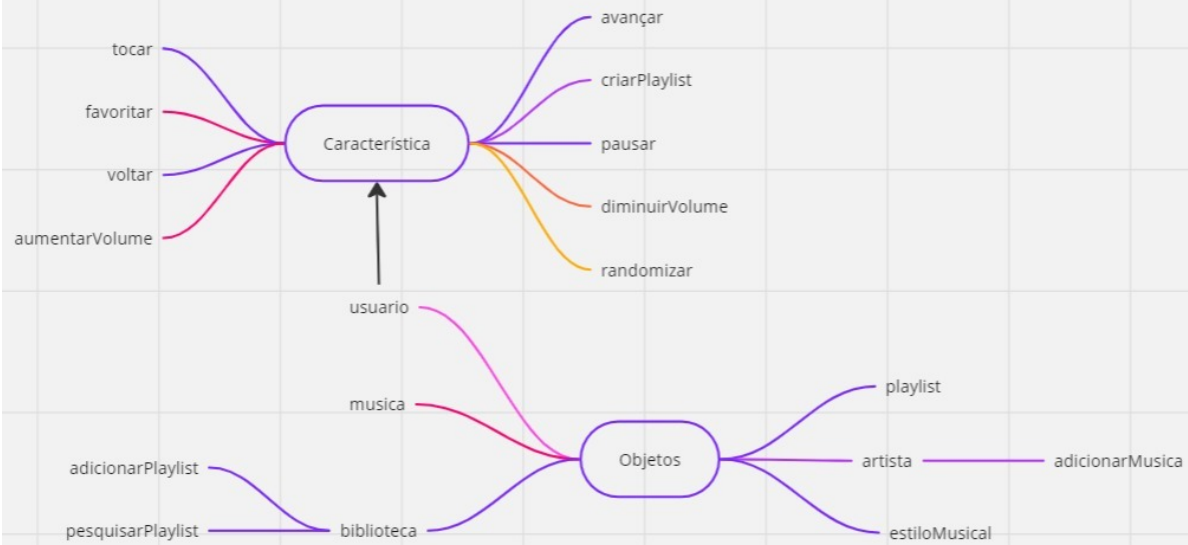 avançar
tocar
criarPlaylist
favoritar
Característica
pausar
voltar
diminuirVolume
aumentarVolume
randomizar
usuario
playlist
musica
Objetos
artista
adicionarMusica
adicionarPlaylist
pesquisarPlaylist
biblioteca
estiloMusical